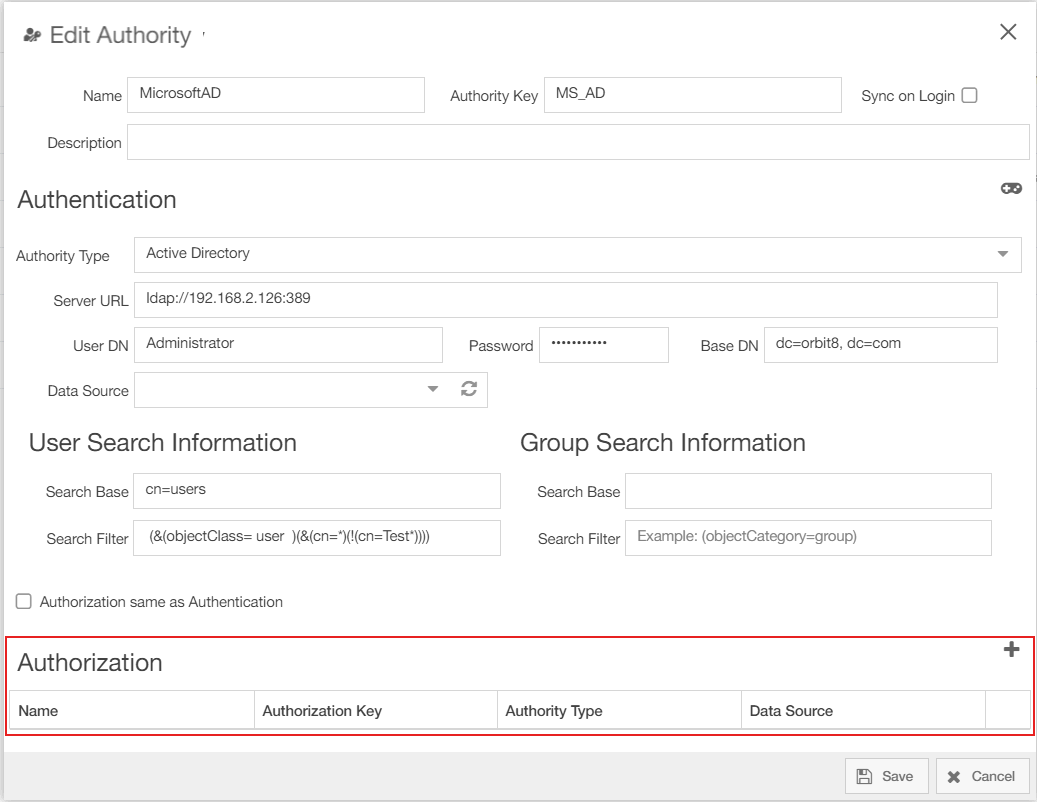 Edit Authority
Name MicrosoftAD Authority Key MS_AD Sync on Login
Description
Authentication
Authority Type Active Directory
Server URL ldap://192.168.2.126:389
User DN Administrator Password ••••••••••• Base DN dc=orbit8, dc=com
Data Source
User Search Information Group Search Information
Search Base cn=users Search Base
Search Filter (&(objectClass= user )(&(cn=*)(!(cn=Test*)))) Search Filter Example: (objectCategory=group)
Authorization same as Authentication
Authorization
Name Authorization Key Authority Type Data Source
Save Cancel